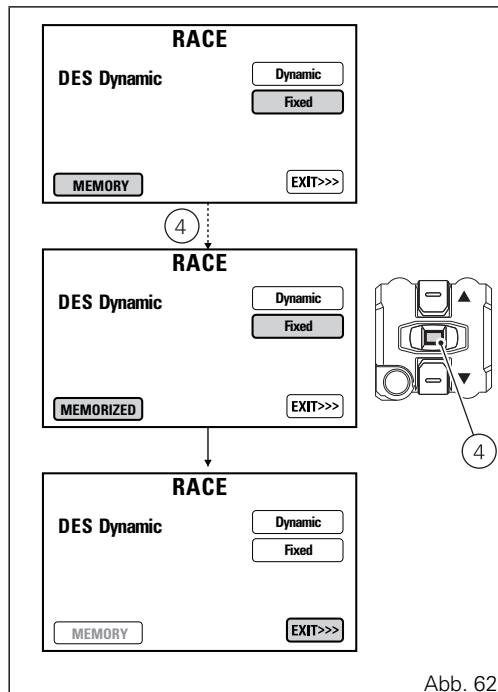 RACE
DES Dynamic
Dynamic
Fixed
MEMORY
EXIT>>>
4
RACE
DES Dynamic
Dynamic
Fixed
MEMORIZED
EXIT>>>
4
RACE
DES Dynamic
Dynamic
Fixed
MEMORY
EXIT>>>
Abb. 62